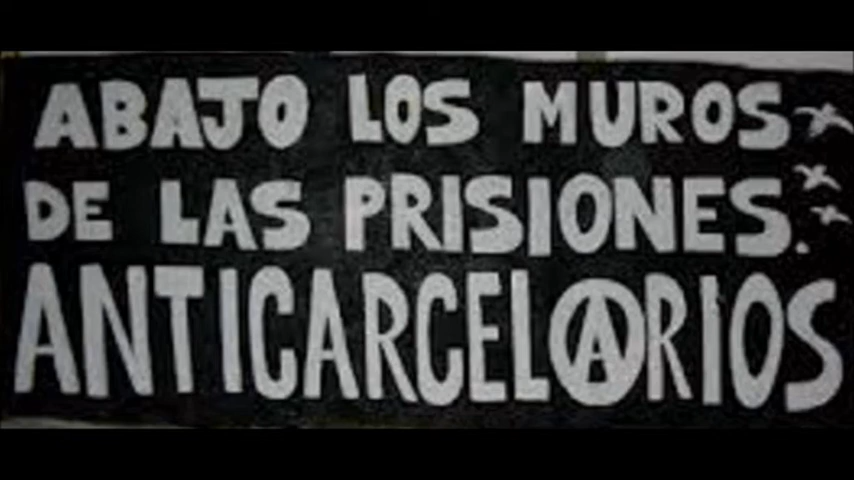 ABAJO LOS MUROS
DE LAS PRISIONES.
ANTICARCELARIOS